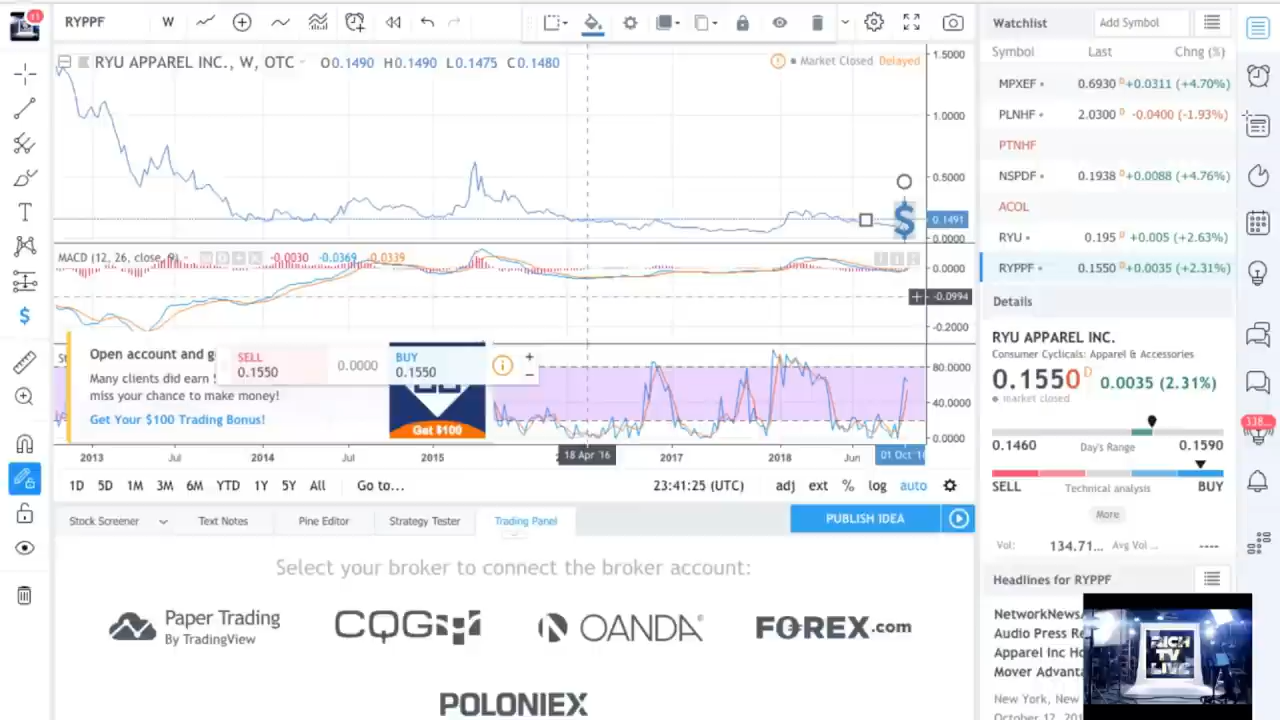 11
RYPPF
W
RYU APPAREL INC., W, OTC
O0.1490 H0.1490 L0.1475 C0.1480
Market Closed Delayed
1.5000
1.0000
0.5000
0.1491
0.0000
$
MACD (12, 26, close, 9)
-0.0030 -0.0369 -0.0339
0.0000
-0.0994
-0.2000
80.0000
40.0000
0.0000
Open account and g
Many clients did earn
miss your chance to make money!
Get Your $100 Trading Bonus!
Get $100
SELL
0.1550
0.0000
BUY
0.1550
2013 Jul 2014 Jul 2015 18 Apr '16 2017 2018 Jun 01 Oct '1
1D 5D 1M 3M 6M YTD 1Y 5Y All Go to...
23:41:25 (UTC)
adj ext % log auto
Stock Screener
Text Notes
Pine Editor
Strategy Tester
Trading Panel
PUBLISH IDEA
Select your broker to connect the broker account:
Paper Trading
By TradingView
CQG
OANDA
FOREX.com
POLONIEX
Watchlist
Add Symbol
Symbol Last Chng (%)
MPXEF 0.6930 D +0.0311 (+4.70%)
PLNHF 2.0300 D -0.0400 (-1.93%)
PTNHF
NSPDF 0.1938 D +0.0088 (+4.76%)
ACOL
RYU 0.195 D +0.005 (+2.63%)
RYPPF 0.1550 D +0.0035 (+2.31%)
Details
RYU APPAREL INC.
Consumer Cyclicals: Apparel & Accessories
0.1550 D 0.0035 (2.31%)
market closed
0.1460 Day's Range 0.1590
SELL Technical analysis BUY
More
Vol: 134.71... Avg Vol ... ----
Headlines for RYPPF
NetworkNewsA
Audio Press Re
Apparel Inc Ho
Mover Advanta
New York, New
October 12, 201
338...
RICH
TV
LIVE